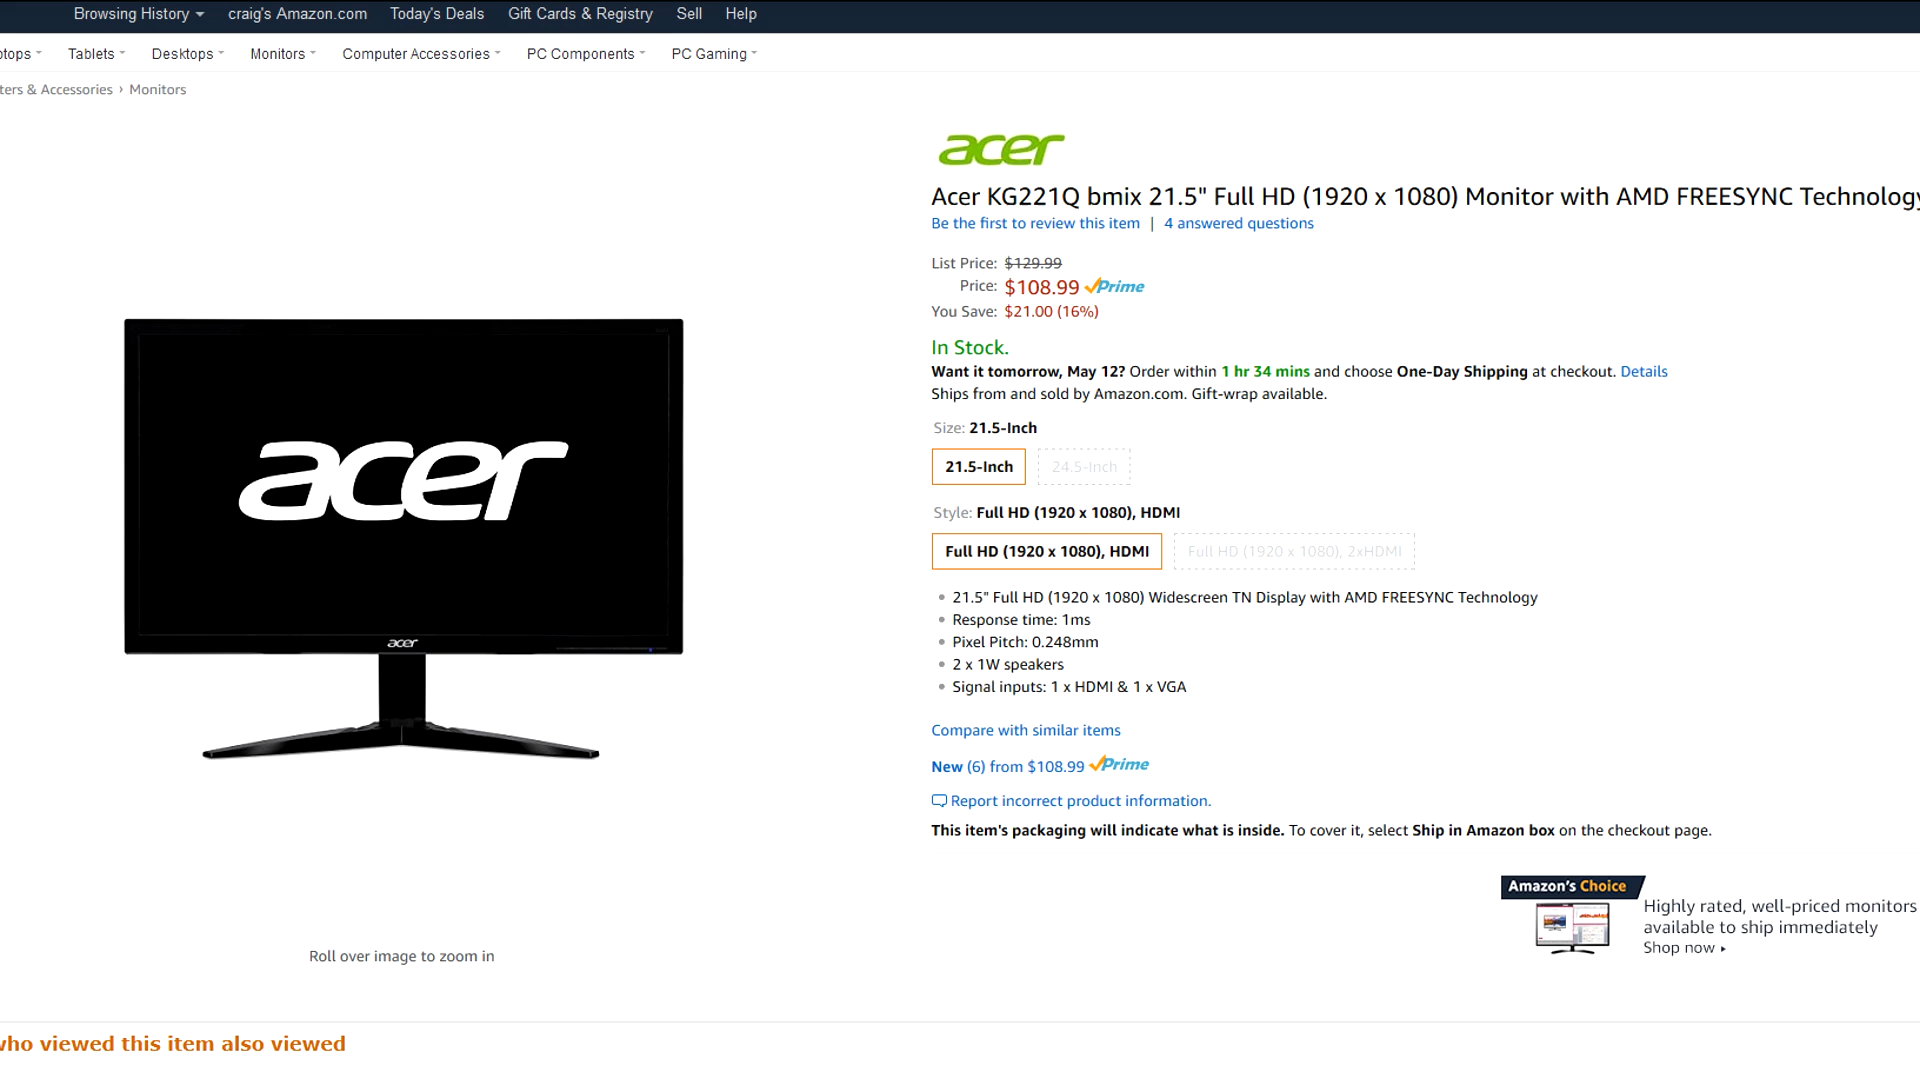 Browsing History
craig's Amazon.com
Today's Deals
Gift Cards & Registry
Sell
Help
Tablets
Desktops
Monitors
Computer Accessories
PC Components
PC Gaming
& Accessories › Monitors
acer
Acer KG221Q bmix 21.5" Full HD (1920 x 1080) Monitor with AMD FREESYNC Technology
Be the first to review this item | 4 answered questions
List Price: $129.99
Price: $108.99 Prime
You Save: $21.00 (16%)
In Stock.
Want it tomorrow, May 12? Order within 1 hr 34 mins and choose One-Day Shipping at checkout. Details
Ships from and sold by Amazon.com. Gift-wrap available.
Size: 21.5-Inch
21.5-Inch
24.5-Inch
Style: Full HD (1920 x 1080), HDMI
Full HD (1920 x 1080), HDMI
Full HD (1920 x 1080), 2xHDMI
21.5" Full HD (1920 x 1080) Widescreen TN Display with AMD FREESYNC Technology
Response time: 1ms
Pixel Pitch: 0.248mm
2 x 1W speakers
Signal inputs: 1 x HDMI & 1 x VGA
Compare with similar items
New (6) from $108.99 Prime
Report incorrect product information.
This item's packaging will indicate what is inside. To cover it, select Ship in Amazon box on the checkout page.
Amazon's Choice
Highly rated, well-priced monitors
available to ship immediately
Shop now
acer
acer
Roll over image to zoom in
who viewed this item also viewed